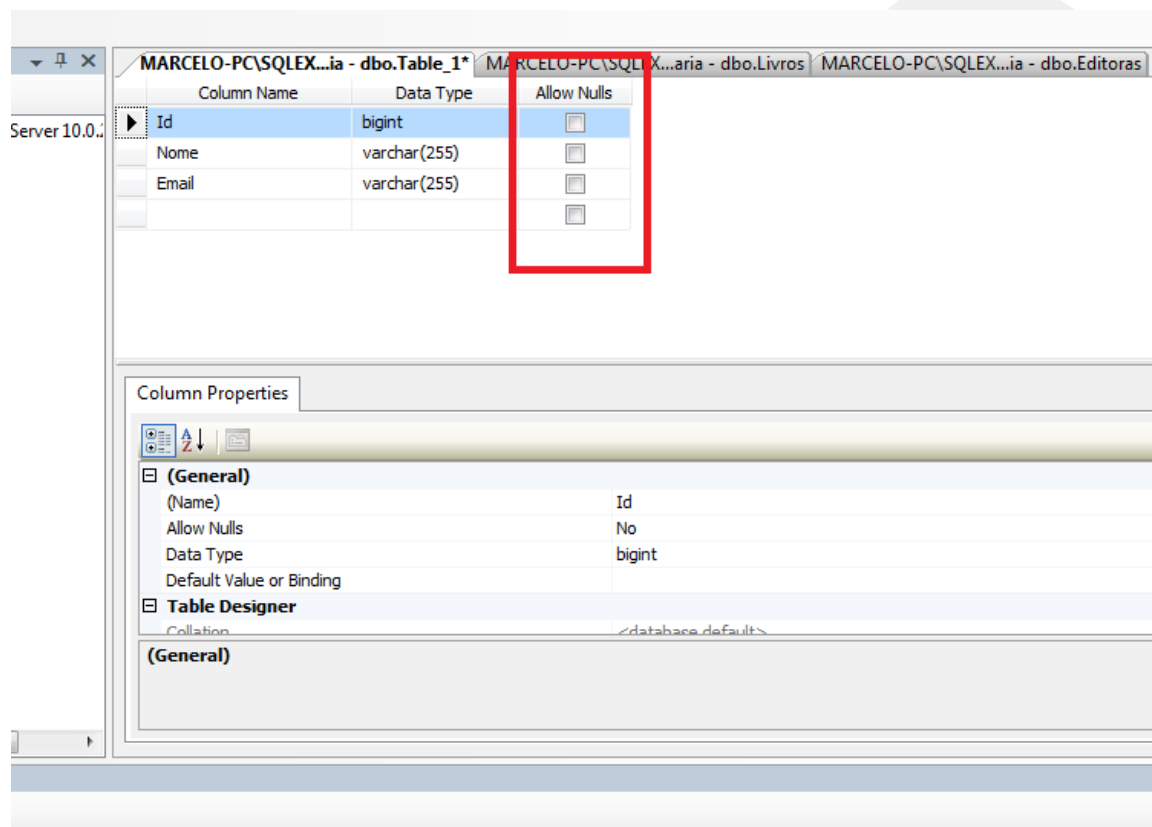 MARCELO-PC\SQLEX...ia - dbo.Table_1* MARCELO-PC\SQLEX...aria - dbo.Livros MARCELO-PC\SQLEX...ia - dbo.Editoras
Column Name Data Type Allow Nulls
Server 10.0.2
Id bigint
Nome varchar(255)
Email varchar(255)
Column Properties
(General)
(Name) Id
Allow Nulls No
Data Type bigint
Default Value or Binding
Table Designer
Collation <database default>
(General)